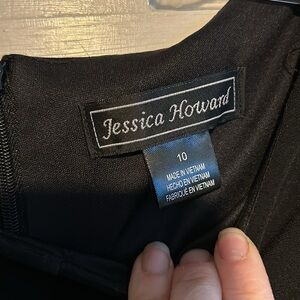 Jessica Howard
10
MADE IN VIETNAM
HECHO EN VIETNAM
FABRIQUÉ EN VIETNAM